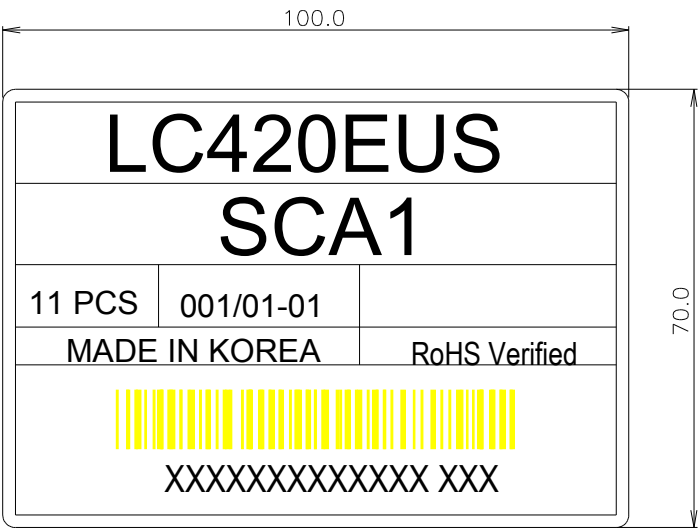 100.0
LC420EUS
SCA1
11 PCS 001/01-01
70.0
MADE IN KOREA RoHS Verified
XXXXXXXXXXXXX XXX